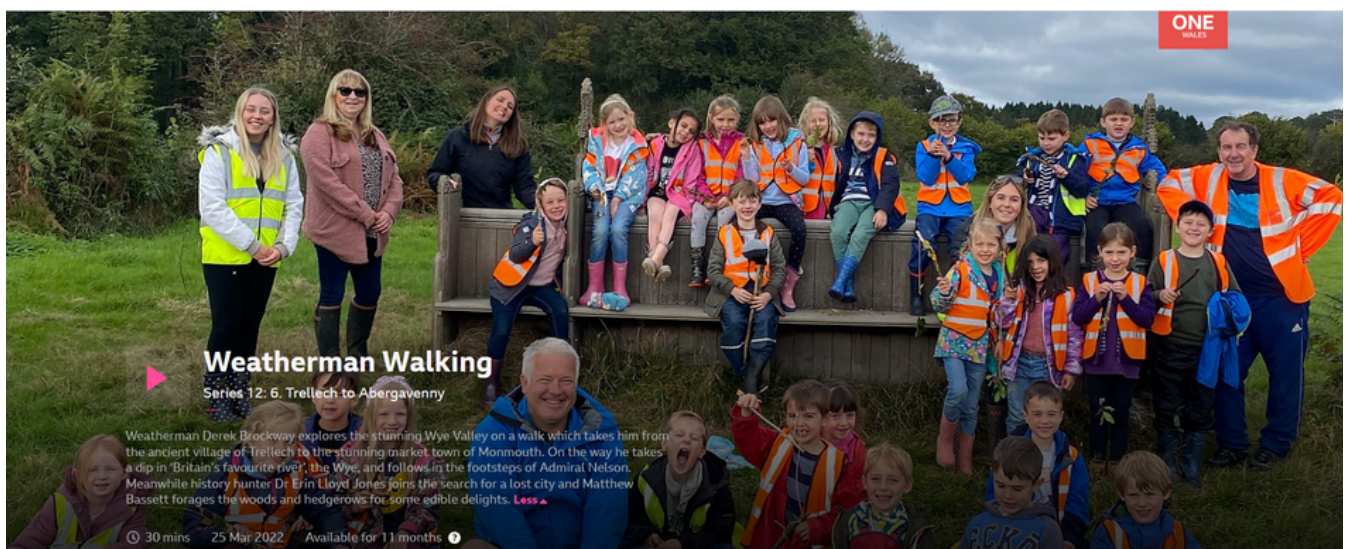 ONE
WALES
Weatherman Walking
Series 12: 6. Trellech to Abergavenny
Weatherman Derek Brockway explores the stunning Wye Valley on a walk which takes him from
the ancient village of Trellech to the stunning market town of Monmouth. On the way he takes
a dip in ‘Britain’s favourite river’, the Wye, and follows in the footsteps of Admiral Nelson.
Meanwhile history hunter Dr Erin Lloyd Jones joins the search for a lost city and Matthew
Bassett forages the woods and hedgerows for some edible delights. Less
30 mins 25 Mar 2022 Available for 11 months ?